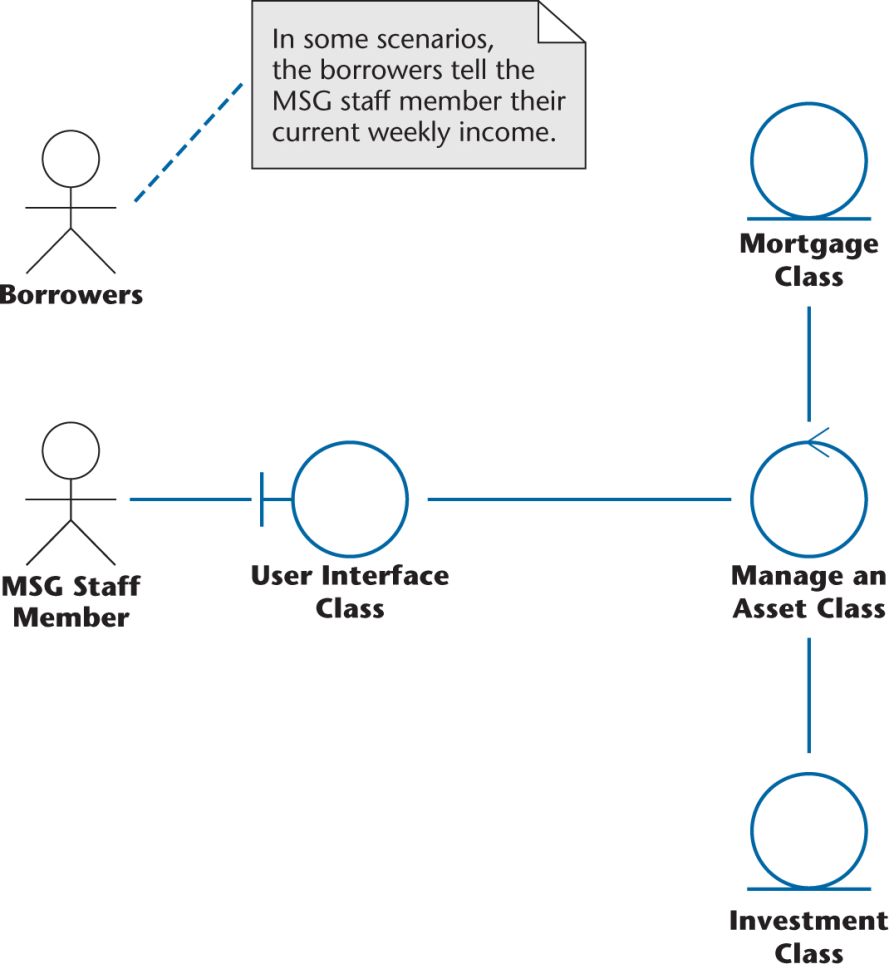 In some scenarios,
the borrowers tell the
MSG staff member their
current weekly income.
Borrowers
Mortgage
Class
MSG Staff
Member
User Interface
Class
Manage an
Asset Class
Investment
Class